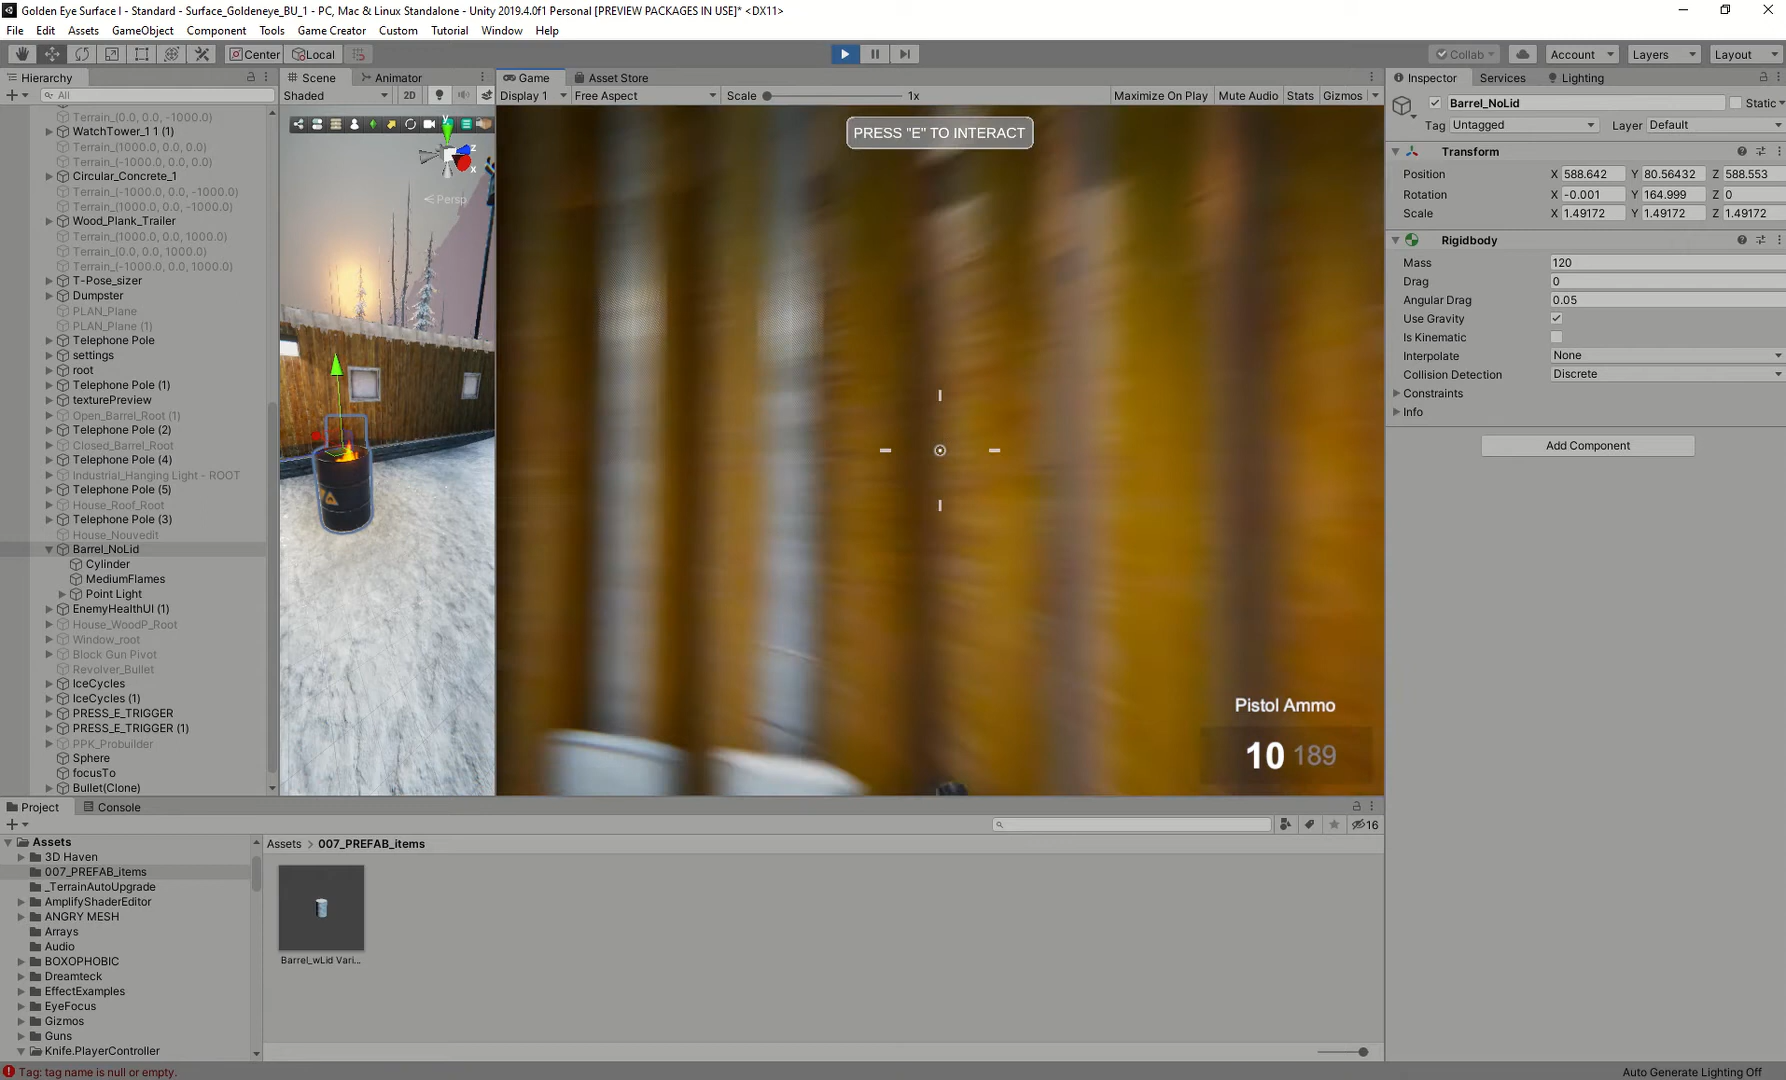 Golden Eye Surface I - Standard - Surface_Goldeneye_BU_1 - PC, Mac & Linux Standalone - Unity 2019.4.0f1 Personal [PREVIEW PACKAGES IN USE]* <DX11>
File Edit Assets GameObject Component Tools Game Creator Custom Tutorial Window Help
Center Local Collab Account Layers Layout
Hierarchy
All
Terrain_(0.0, 0.0, -1000.0)
WatchTower_1 1 (1)
Terrain_(1000.0, 0.0, 0.0)
Terrain_(-1000.0, 0.0, 0.0)
Circular_Concrete_1
Terrain_(-1000.0, 0.0, -1000.0)
Terrain_(1000.0, 0.0, -1000.0)
Wood_Plank_Trailer
Terrain_(1000.0, 0.0, 1000.0)
Terrain_(0.0, 0.0, 1000.0)
Terrain_(-1000.0, 0.0, 1000.0)
T-Pose_sizer
Dumpster
PLAN_Plane
PLAN_Plane (1)
Telephone Pole
settings
root
Telephone Pole (1)
texturePreview
Open_Barrel_Root (1)
Telephone Pole (2)
Closed_Barrel_Root
Telephone Pole (4)
Industrial_Hanging Light - ROOT
Telephone Pole (5)
House_Roof_Root
Telephone Pole (3)
House_Nouvedit
Barrel_NoLid
Cylinder
MediumFlames
Point Light
EnemyHealthUI (1)
House_WoodP_Root
Window_root
Block Gun Pivot
Revolver_Bullet
IceCycles
IceCycles (1)
PRESS_E_TRIGGER
PRESS_E_TRIGGER (1)
PPK_Probuilder
Sphere
focusTo
Bullet(Clone)
Scene Animator
Shaded 2D
y
z
x
Persp
Game Asset Store
Display 1 Free Aspect Scale 1x Maximize On Play Mute Audio Stats Gizmos
PRESS "E" TO INTERACT
Pistol Ammo
10 189
Inspector Services Lighting
Barrel_NoLid Static
Tag Untagged Layer Default
Transform
Position X 588.642 Y 80.56432 Z 588.553
Rotation X -0.001 Y 164.999 Z 0
Scale X 1.49172 Y 1.49172 Z 1.49172
Rigidbody
Mass 120
Drag 0
Angular Drag 0.05
Use Gravity
Is Kinematic
Interpolate None
Collision Detection Discrete
Constraints
Info
Add Component
Project Console
16
Assets
3D Haven
007_PREFAB_items
_TerrainAutoUpgrade
AmplifyShaderEditor
ANGRY MESH
Arrays
Audio
BOXOPHOBIC
Dreamteck
EffectExamples
EyeFocus
Gizmos
Guns
Knife.PlayerController
Assets > 007_PREFAB_items
Barrel_wLid Vari...
Tag: tag name is null or empty.
Auto Generate Lighting Off